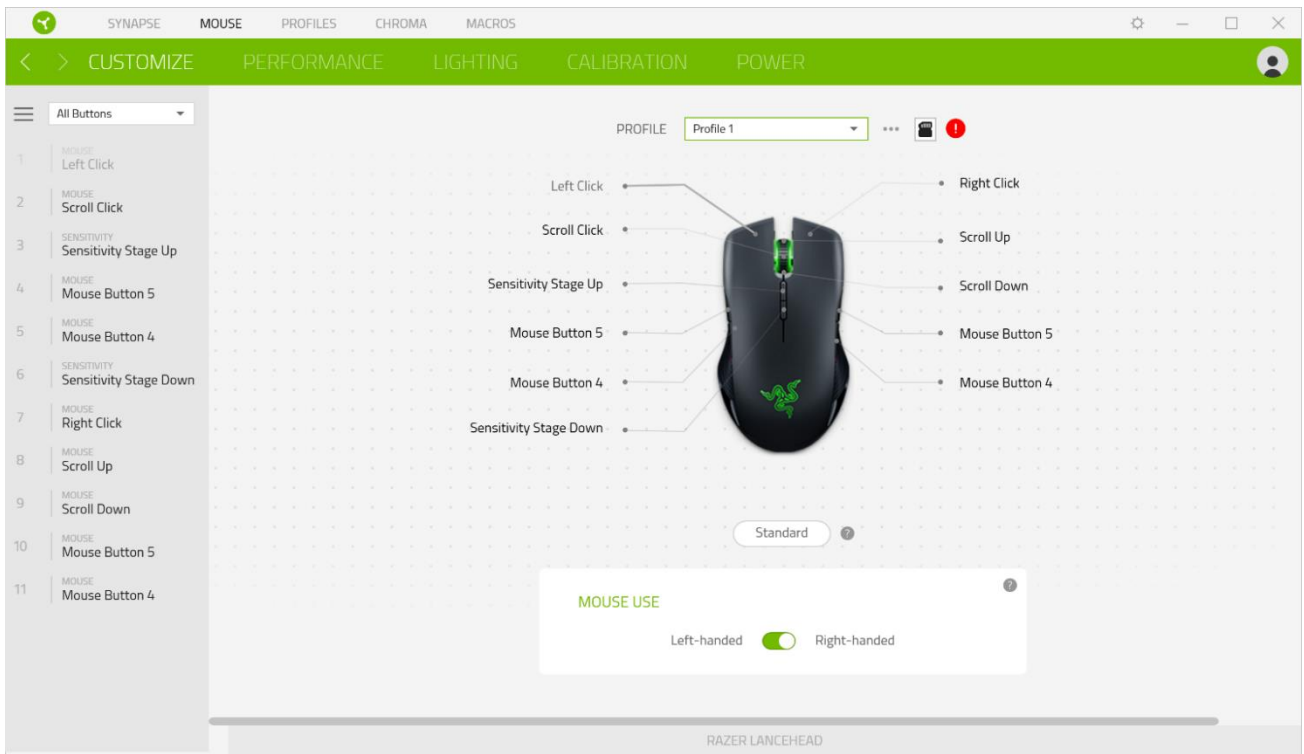 SYNAPSE MOUSE PROFILES CHROMA MACROS
CUSTOMIZE PERFORMANCE LIGHTING CALIBRATION POWER
All Buttons
1 MOUSE
Left Click
2 MOUSE
Scroll Click
3 SENSITIVITY
Sensitivity Stage Up
4 MOUSE
Mouse Button 5
5 MOUSE
Mouse Button 4
6 SENSITIVITY
Sensitivity Stage Down
7 MOUSE
Right Click
8 MOUSE
Scroll Up
9 MOUSE
Scroll Down
10 MOUSE
Mouse Button 5
11 MOUSE
Mouse Button 4
PROFILE Profile 1
Left Click
Scroll Click
Sensitivity Stage Up
Mouse Button 5
Mouse Button 4
Sensitivity Stage Down
Right Click
Scroll Up
Scroll Down
Mouse Button 5
Mouse Button 4
Standard ?
MOUSE USE ?
Left-handed Right-handed
RAZER LANCEHEAD